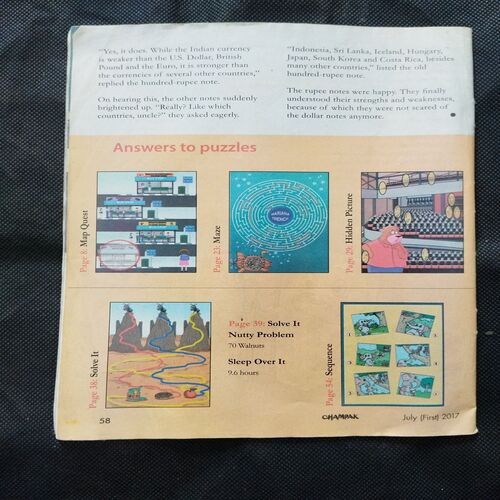 "Yes, it does. While the Indian currency
is weaker than the U.S. Dollar, British
Pound and the Euro, it is stronger than
the currencies of several other countries,"
replied the hundred-rupee note.
On hearing this, the other notes suddenly
brightened up. "Really? Like which
countries, uncle?" they asked eagerly.
"Indonesia, Sri Lanka, Iceland, Hungary,
Japan, South Korea and Costa Rica, besides
many other countries," listed the old
hundred-rupee note.
The rupee notes were happy. They finally
understood their strengths and weaknesses,
because of which they were not scared of
the dollar notes anymore.
Answers to puzzles
Page 8: Map Quest
Page 23: Maze
MARIANA
TRENCH
Page 29: Hidden Picture
Page 38: Solve It
Page 39: Solve It
Nutty Problem
70 Walnuts
Sleep Over It
9.6 hours
Page 54: Sequence
58
CHAMPAK
July (First) 2017